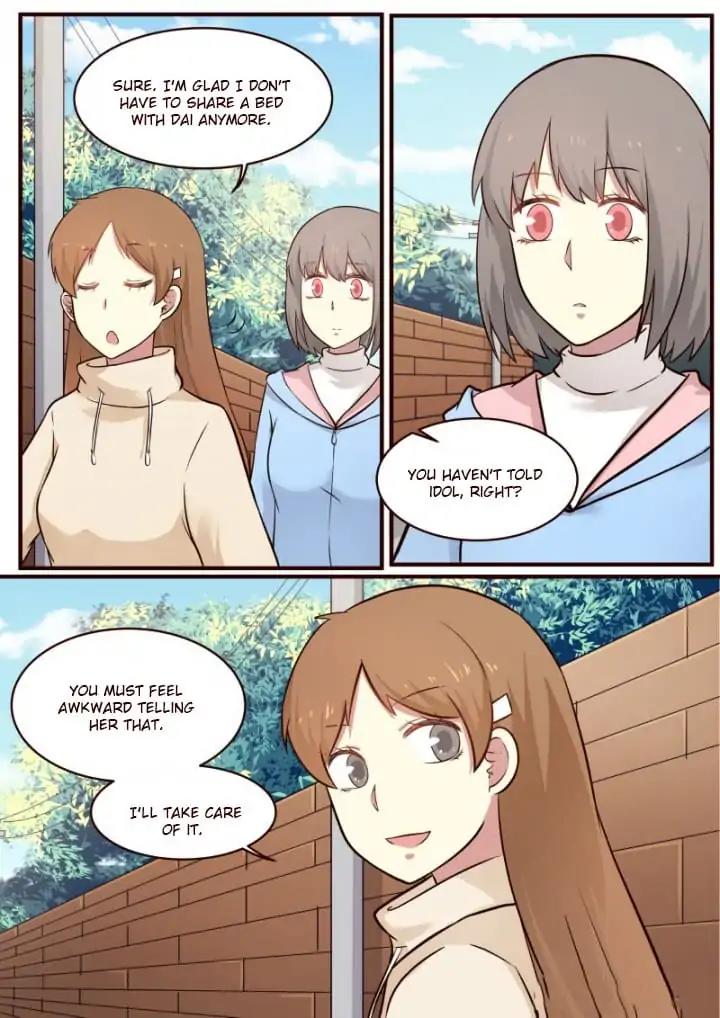 SURE. I'M GLAD I DON'T
HAVE TO SHARE A BED
WITH DAI ANYMORE.
YOU HAVEN'T TOLD
IDOL, RIGHT?
YOU MUST FEEL
AWKWARD TELLING
HER THAT.
I'LL TAKE CARE
OF IT.